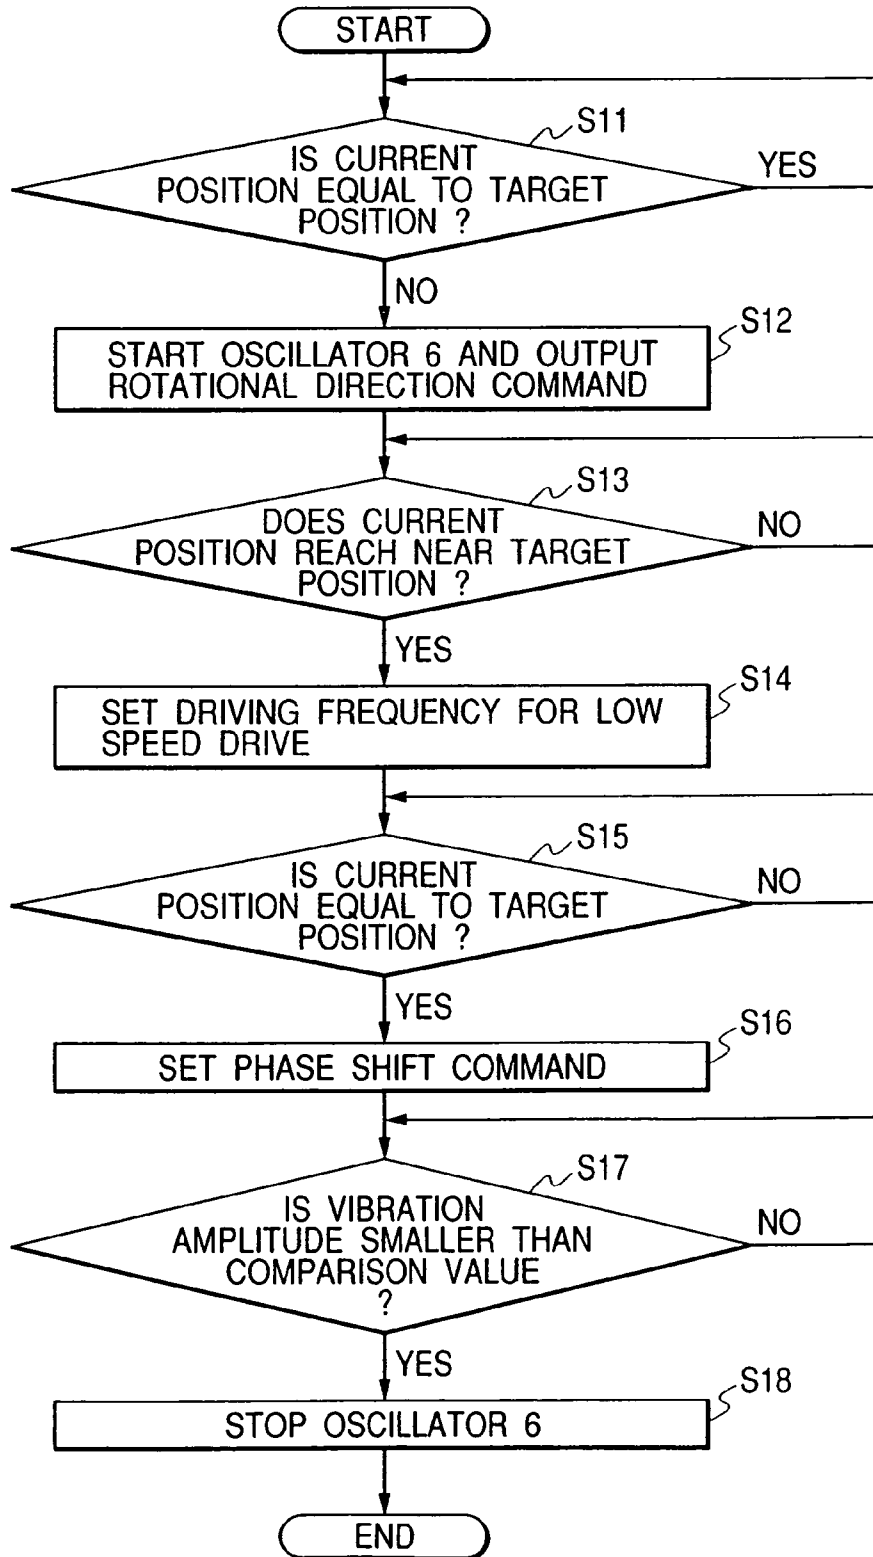 START
S11
IS CURRENT
POSITION EQUAL TO TARGET
POSITION ?
YES
NO
S12
START OSCILLATOR 6 AND OUTPUT
ROTATIONAL DIRECTION COMMAND
S13
DOES CURRENT
POSITION REACH NEAR TARGET
POSITION ?
NO
YES
S14
SET DRIVING FREQUENCY FOR LOW
SPEED DRIVE
S15
IS CURRENT
POSITION EQUAL TO TARGET
POSITION ?
NO
YES
S16
SET PHASE SHIFT COMMAND
S17
IS VIBRATION
AMPLITUDE SMALLER THAN
COMPARISON VALUE
?
NO
YES
S18
STOP OSCILLATOR 6
END